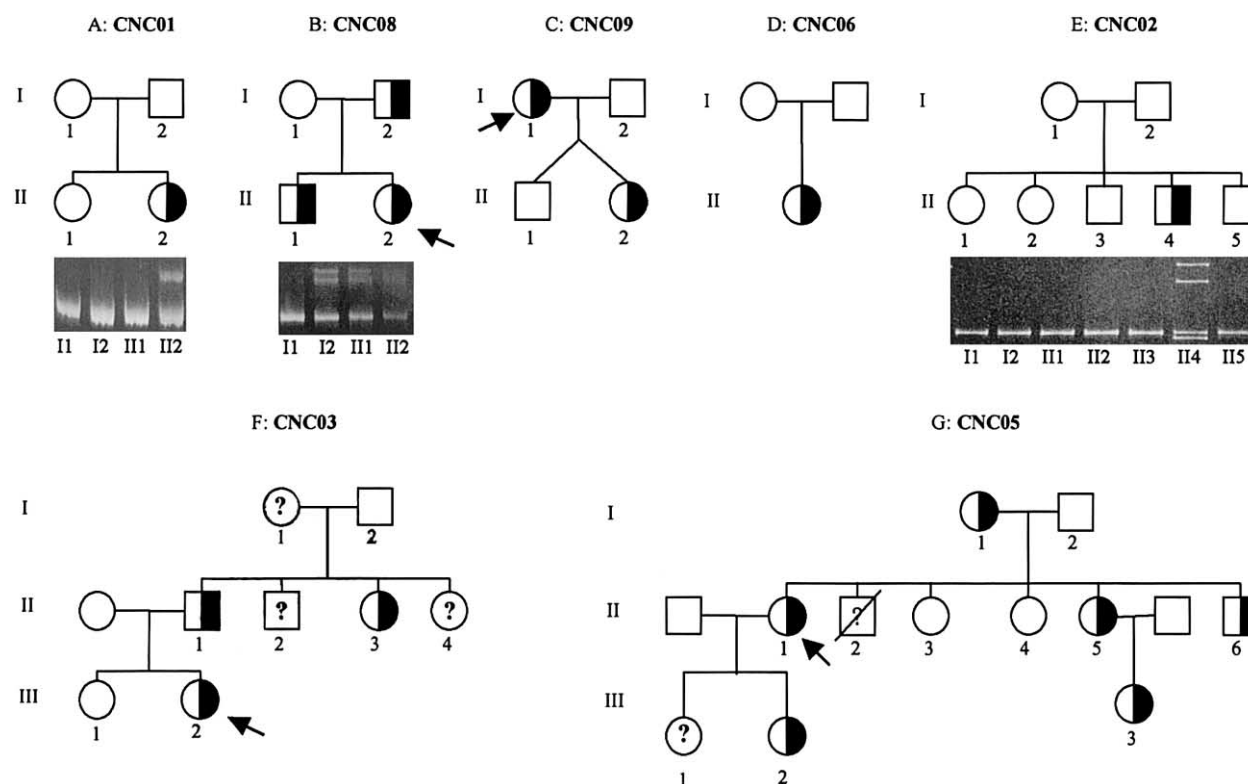 A: CNC01 B: CNC08 C: CNC09 D: CNC06 E: CNC02
I I I I I
1 2 1 2 1 2 1 2
II II II II II
1 2 1 2 1 2 1 2 3 4 5
I1 I2 II1 II2 I1 I2 II1 II2 I1 I2 II1 II2 II3 II4 II5
F: CNC03 G: CNC05
I ? I
1 2 1 2
II ? ? II ?
1 2 3 4 1 2 3 4 5 6
III III ?
1 2 1 2 3